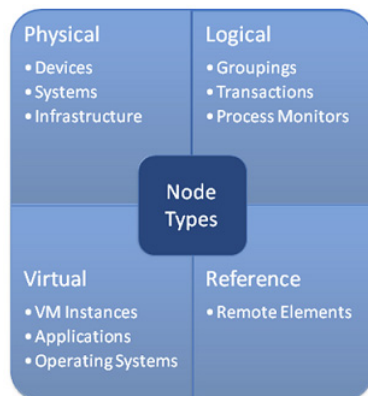 Physical
• Devices
• Systems
• Infrastructure
Logical
• Groupings
• Transactions
• Process Monitors
Node
Types
Virtual
• VM Instances
• Applications
• Operating Systems
Reference
• Remote Elements